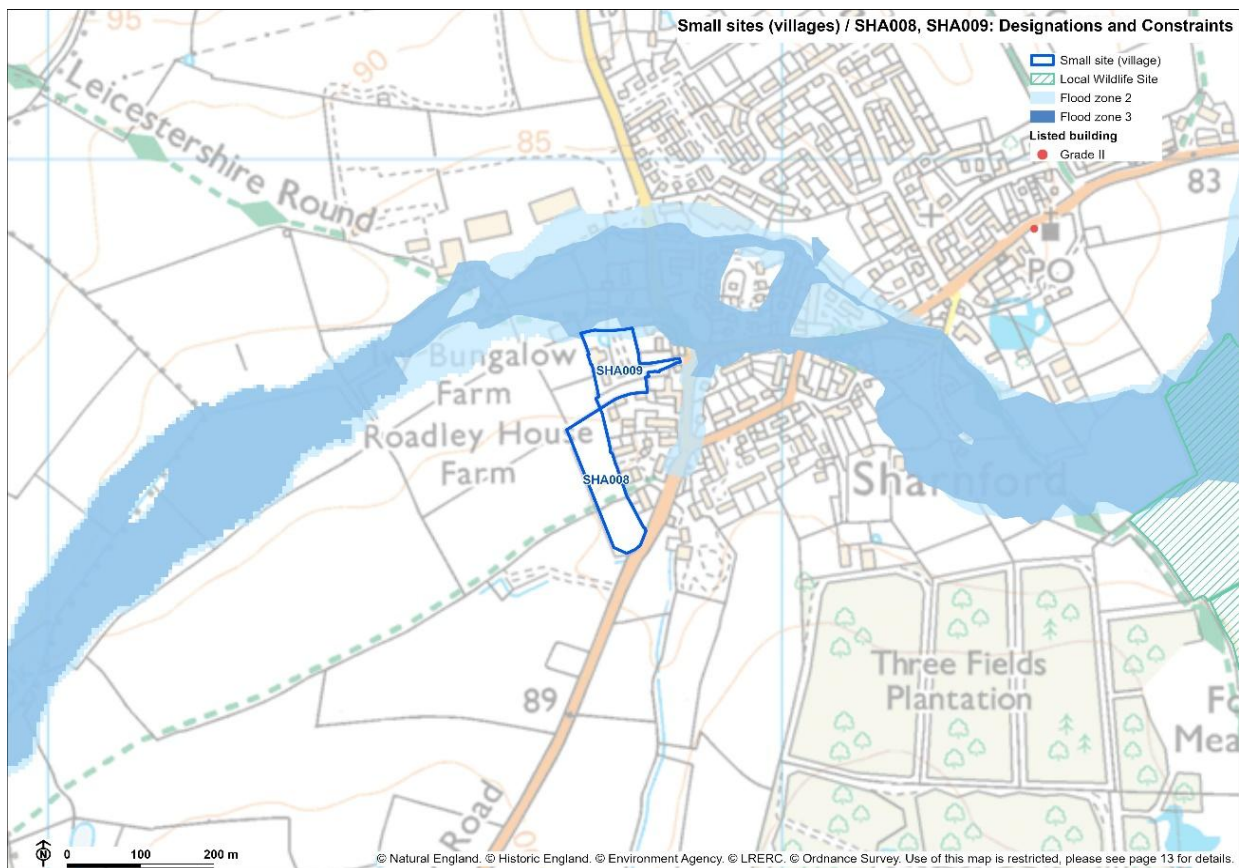 Small sites (villages) / SHA008, SHA009: Designations and Constraints
Small site (village)
Local Wildlife Site
Flood zone 2
Flood zone 3
Listed building
Grade II
95
90
85
83
Leicestershire Round
PO
Bungalow
Farm
SHA009
Roadley House
Farm
SHA008
Sharnford
Three Fields
Plantation
89
Road
0 100 200 m
N
© Natural England. © Historic England. © Environment Agency. © LRERC. © Ordnance Survey. Use of this map is restricted, please see page 13 for details.